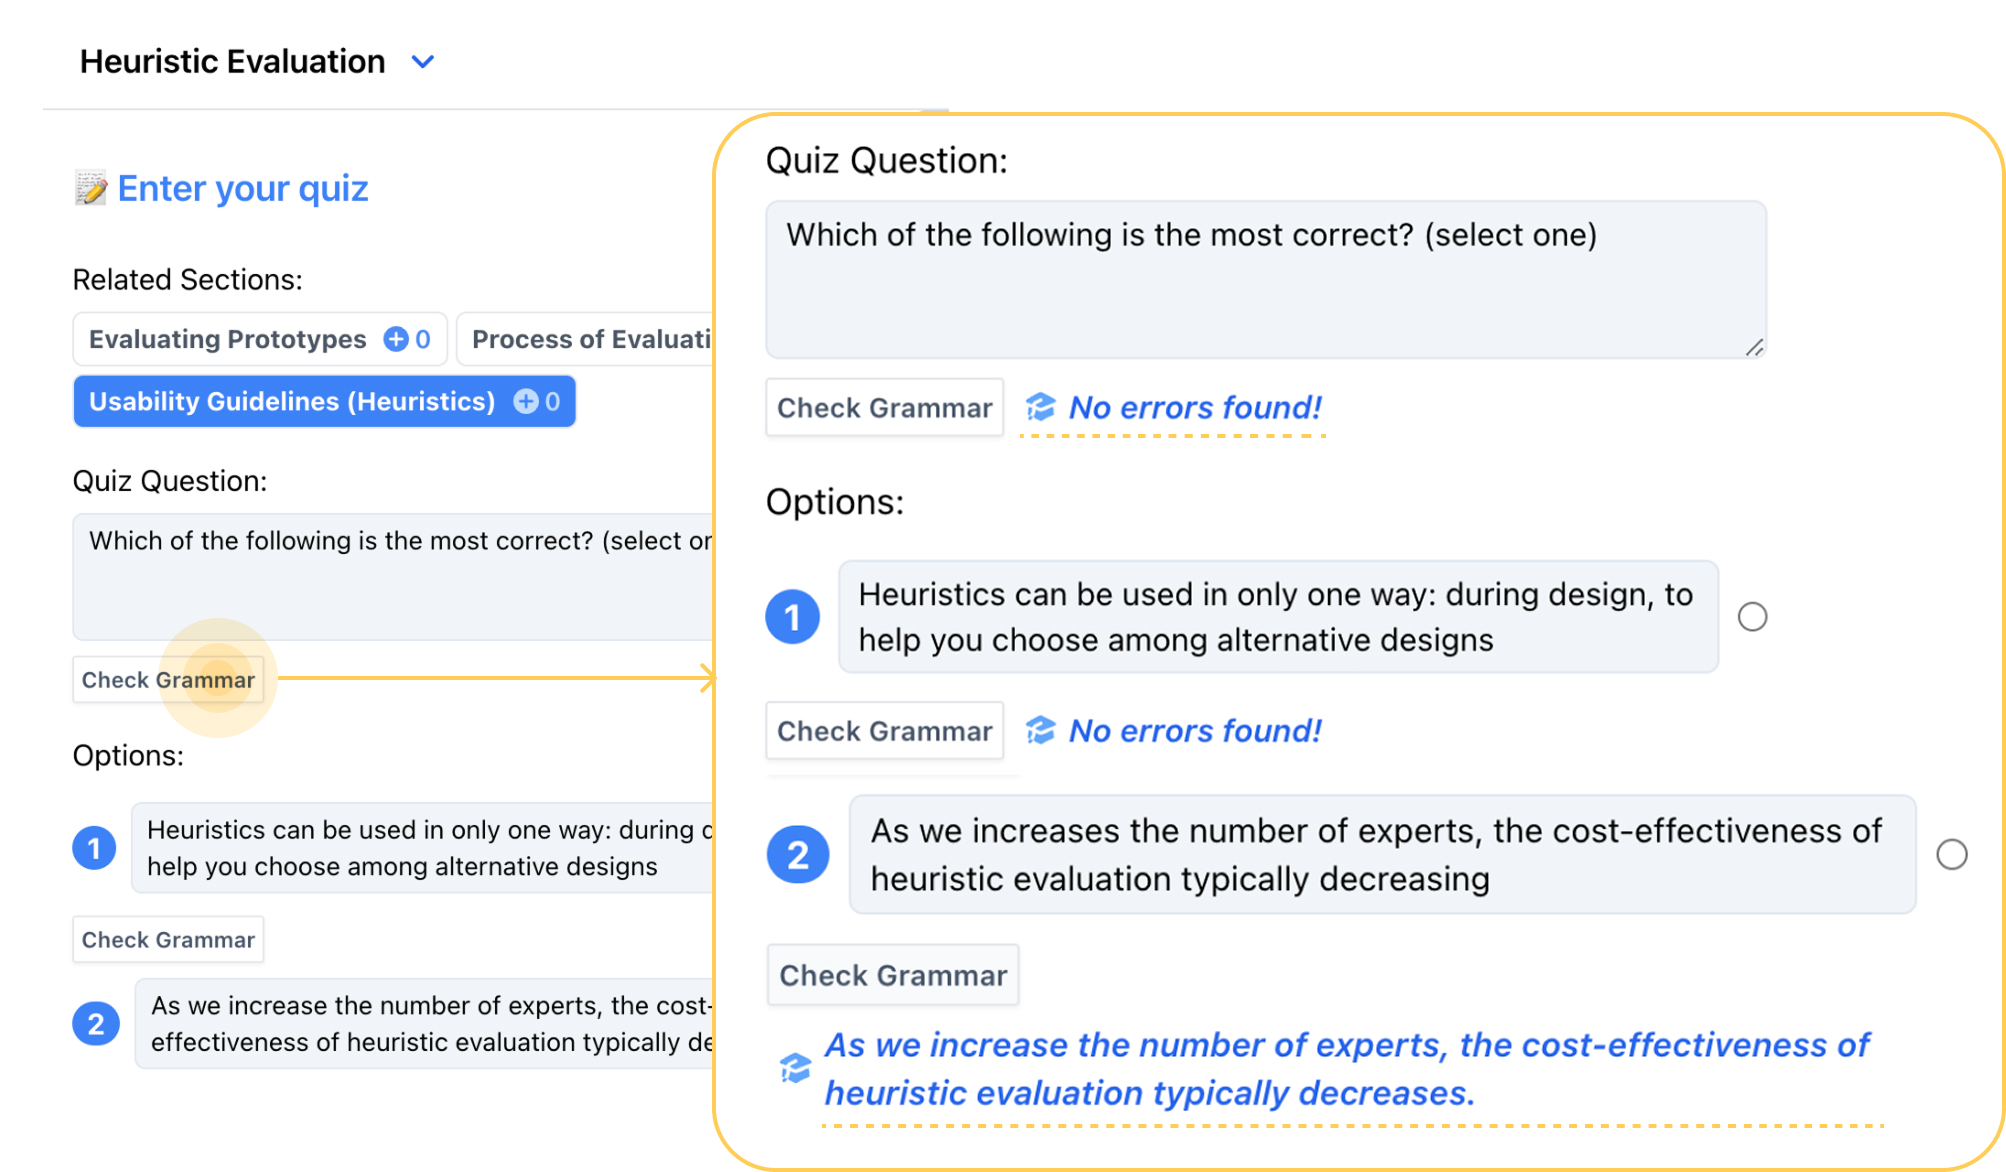 Heuristic Evaluation
Enter your quiz
Related Sections:
Evaluating Prototypes 0
Process of Evaluati
Usability Guidelines (Heuristics) 0
Quiz Question:
Which of the following is the most correct? (select or
Check Grammar
Options:
1
Heuristics can be used in only one way: during d
help you choose among alternative designs
Check Grammar
2
As we increase the number of experts, the cost-
effectiveness of heuristic evaluation typically de
Quiz Question:
Which of the following is the most correct? (select one)
Check Grammar
No errors found!
Options:
1
Heuristics can be used in only one way: during design, to
help you choose among alternative designs
Check Grammar
No errors found!
2
As we increases the number of experts, the cost-effectiveness of
heuristic evaluation typically decreasing
Check Grammar
As we increase the number of experts, the cost-effectiveness of
heuristic evaluation typically decreases.